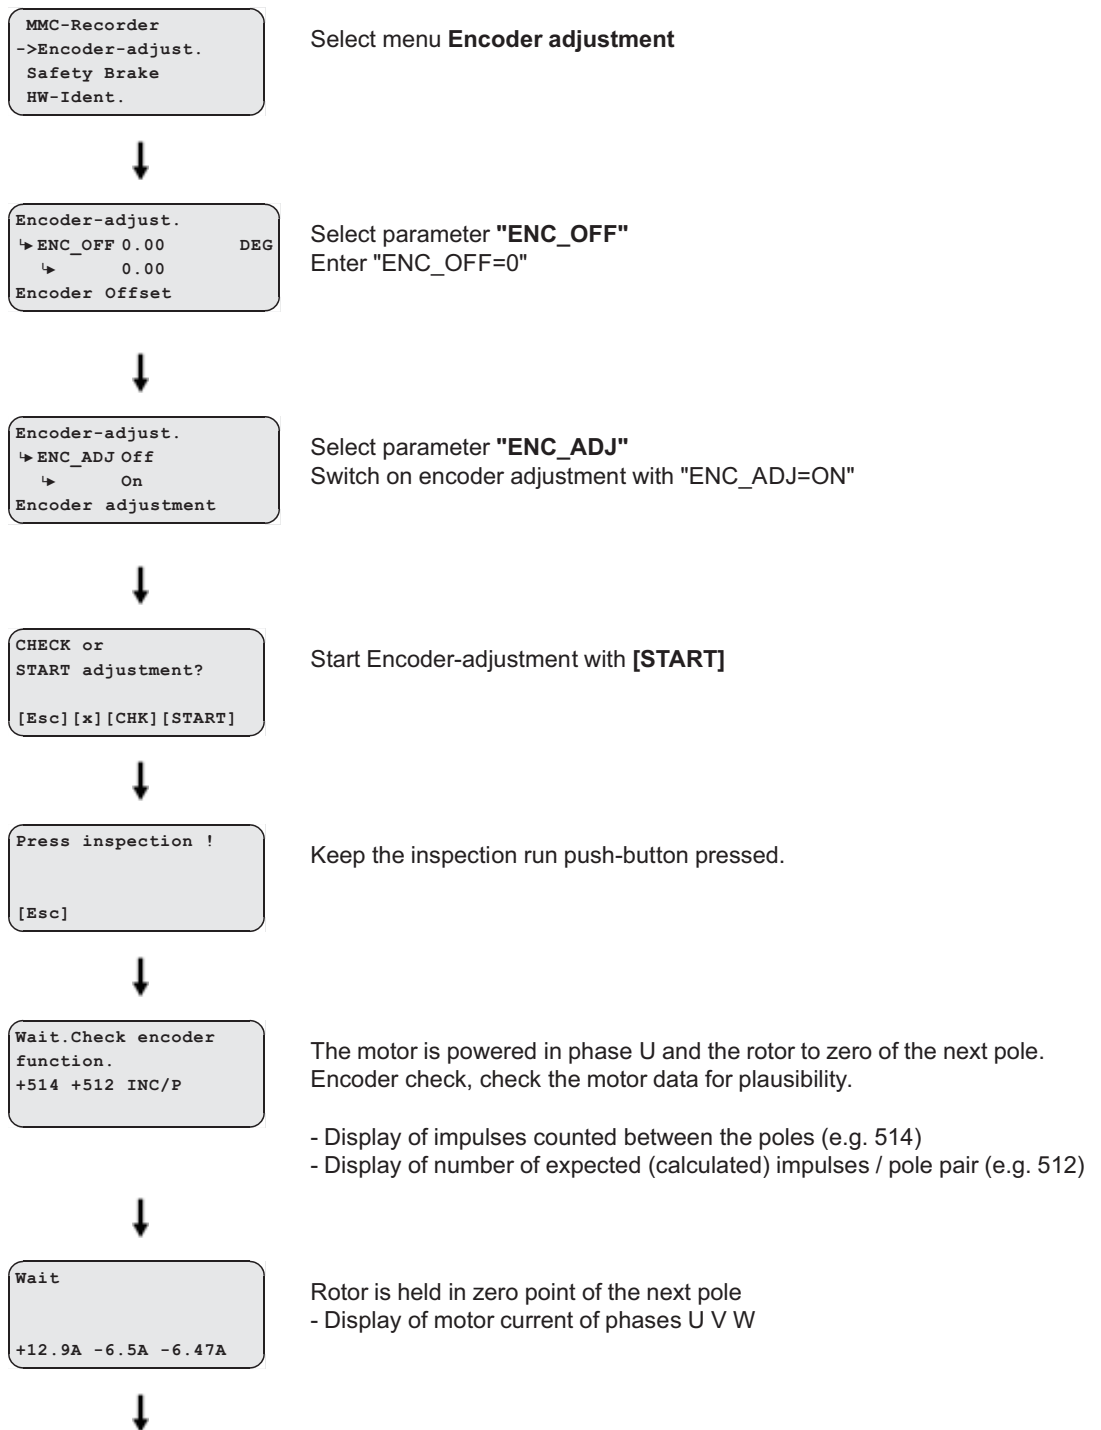 MMC-Recorder
->Encoder-adjust.
Safety Brake
HW-Ident.
Select menu Encoder adjustment
Encoder-adjust.
↳ENC_OFF 0.00 DEG
↳ 0.00
Encoder Offset
Select parameter "ENC_OFF"
Enter "ENC_OFF=0"
Encoder-adjust.
↳ENC_ADJ Off
↳ On
Encoder adjustment
Select parameter "ENC_ADJ"
Switch on encoder adjustment with "ENC_ADJ=ON"
CHECK or
START adjustment?
[Esc][x][CHK][START]
Start Encoder-adjustment with [START]
Press inspection !
[Esc]
Keep the inspection run push-button pressed.
Wait.Check encoder
function.
+514 +512 INC/P
The motor is powered in phase U and the rotor to zero of the next pole.
Encoder check, check the motor data for plausibility.
- Display of impulses counted between the poles (e.g. 514)
- Display of number of expected (calculated) impulses / pole pair (e.g. 512)
Wait
+12.9A -6.5A -6.47A
Rotor is held in zero point of the next pole
- Display of motor current of phases U V W